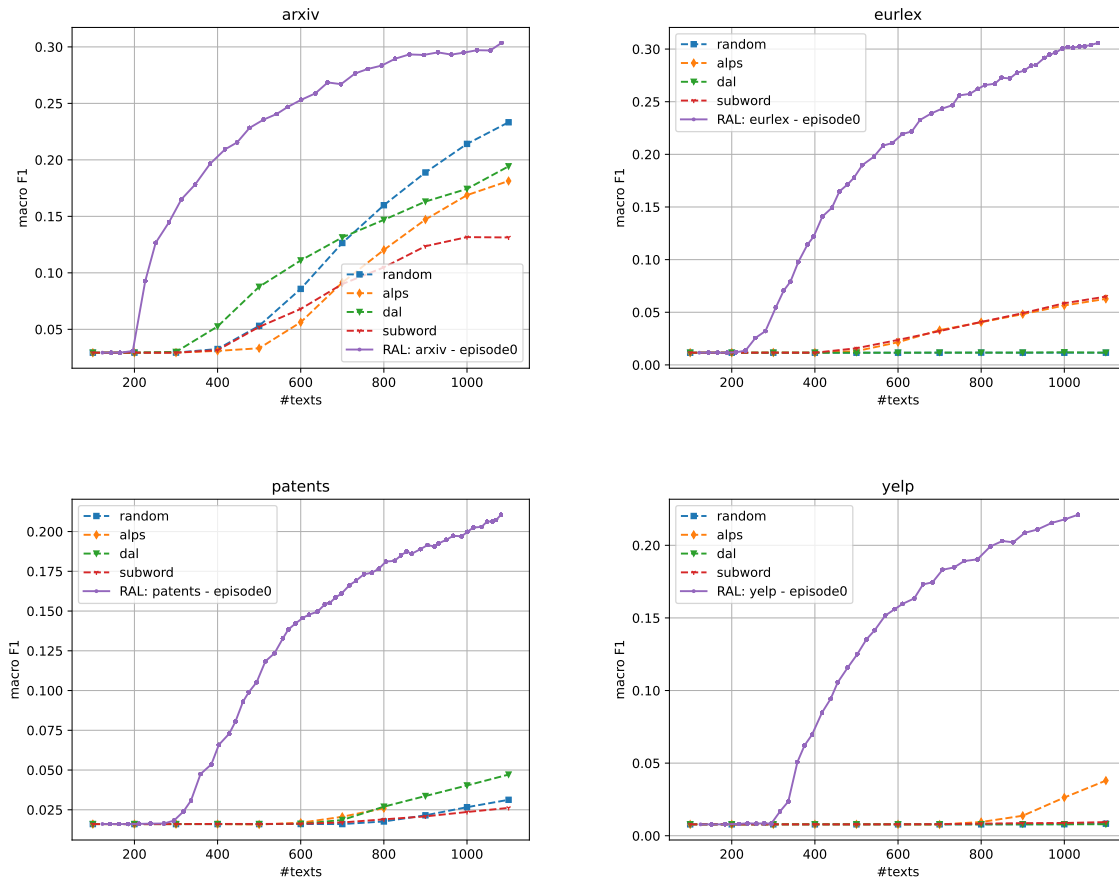 arxiv
0.30
0.25
0.20
0.15
0.10
0.05
macro F1
200
400
600
800
1000
#texts
random
alps
dal
subword
RAL: arxiv - episode0
eurlex
0.30
0.25
0.20
0.15
0.10
0.05
0.00
macro F1
200
400
600
800
1000
#texts
random
alps
dal
subword
RAL: eurlex - episode0
patents
0.200
0.175
0.150
0.125
0.100
0.075
0.050
0.025
macro F1
200
400
600
800
1000
#texts
random
alps
dal
subword
RAL: patents - episode0
yelp
0.20
0.15
0.10
0.05
0.00
macro F1
200
400
600
800
1000
#texts
random
alps
dal
subword
RAL: yelp - episode0